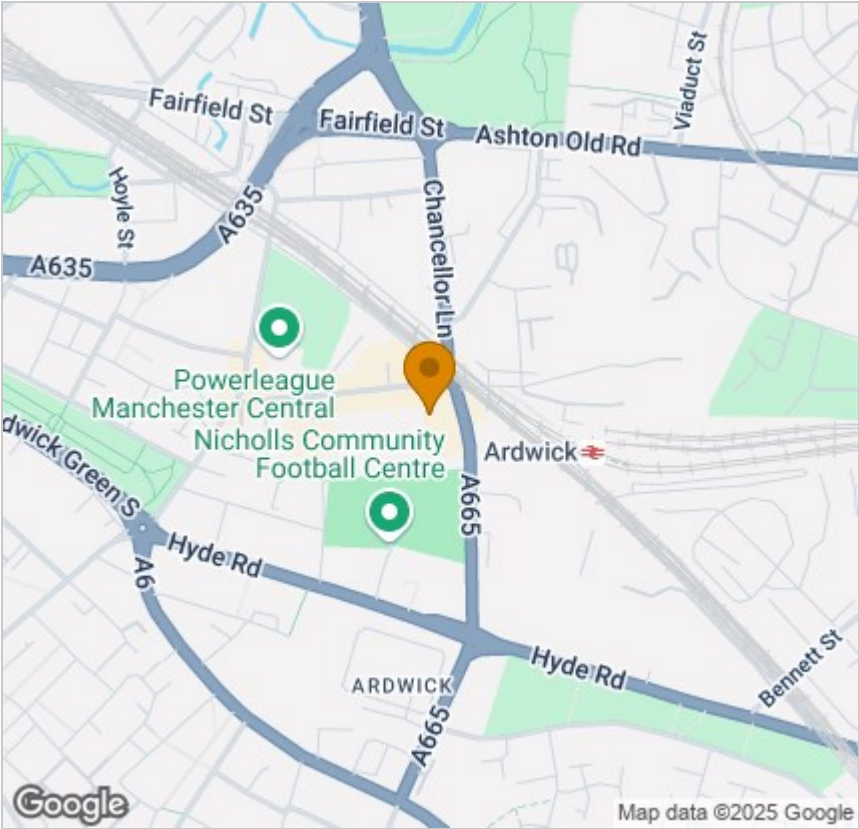 Viaduct St
Fairfield St
Fairfield St
Ashton Old Rd
Hoyle St
A635
Chancellor Ln
A635
Powerleague
Manchester Central
Nicholls Community
Football Centre
Ardwick
dwick Green S
A665
Hyde Rd
A6
Hyde Rd
Bennett St
ARDWICK
A665
Google
Map data ©2025 Google